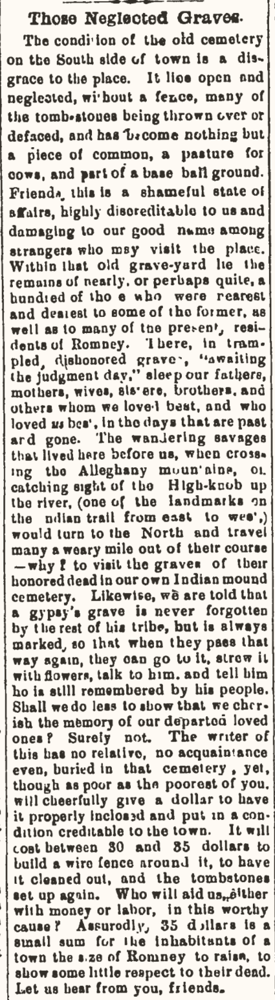 Those Neglected Graves.
The condition of the old cemetery
on the South side of town is a dis-
grace to the place. It lies open and
neglected, without a fence, many of
the tomb-stones being thrown over or
defaced, and has become nothing but
a piece of common, a pasture for
cows, and part of a base ball ground.
Friends, this is a shameful state of
affairs, highly discreditable to us and
damaging to our good name among
strangers who may visit the place.
Within that old grave-yard lie the
remains of nearly, or perhaps quite, a
hundred of those who were nearest
and dearest to some of the former, as
well as to many of the present, resi-
dents of Romney. There, in tram-
pled, dishonored graves, "awaiting
the judgment day," sleep our fathers,
mothers, wives, sisters, brothers, and
others whom we loved best, and who
loved us best, in the days that are past
and gone. The wandering savages
that lived here before us, when cross-
ing the Alleghany mountains, or
catching sight of the High-knob up
the river, (one of the landmarks on
the Indian trail from east to west,)
would turn to the North and travel
many a weary mile out of their course
—why? to visit the graves of their
honored dead in our own Indian mound
cemetery. Likewise, we are told that
a gypsy's grave is never forgotten
by the rest of his tribe, but is always
marked, so that when they pass that
way again, they can go to it, strew it
with flowers, talk to him, and tell him
he is still remembered by his people.
Shall we do less to show that we cher-
ish the memory of our departed loved
ones? Surely not. The writer of
this has no relative, no acquaintance
even, buried in that cemetery, yet,
though as poor as the poorest of you,
will cheerfully give a dollar to have
it properly inclosed and put in a con-
dition creditable to the town. It will
cost between 30 and 35 dollars to
build a wire fence around it, to have
it cleaned out, and the tombstones
set up again. Who will aid us, either
with money or labor, in this worthy
cause? Assuredly, 35 dollars is a
small sum for the inhabitants of a
town the size of Romney to raise, to
show some little respect to their dead.
Let us hear from you, friends.